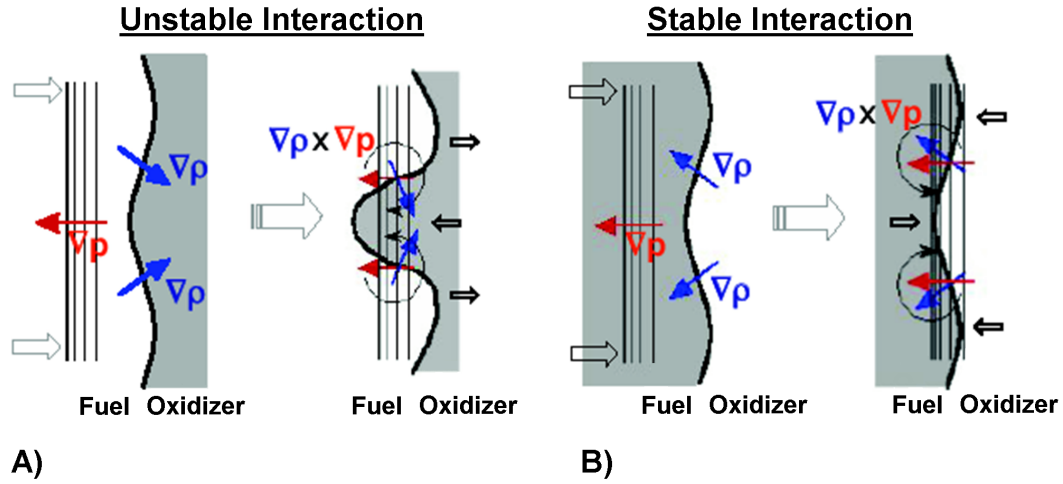 Unstable Interaction
Stable Interaction
∇ρ
∇p
∇ρ
∇ρ x ∇p
∇ρ
∇p
∇ρ
∇ρ x ∇p
Fuel Oxidizer
Fuel Oxidizer
Fuel Oxidizer
Fuel Oxidizer
A)
B)